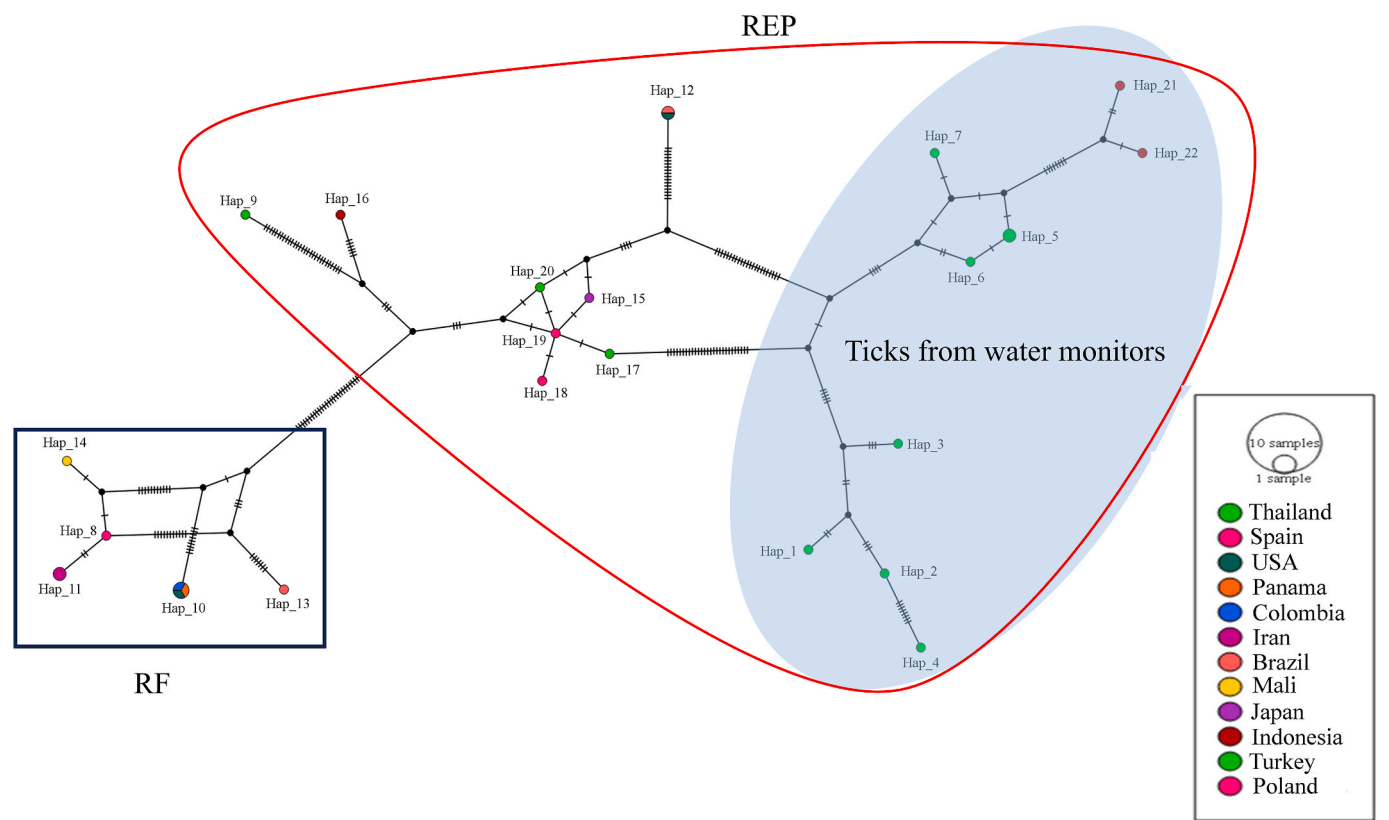 REP
Hap_12
Hap_21
Hap_7
Hap_22
Hap_9
Hap_16
Hap_5
Hap_20
Hap_6
Hap_15
Hap_19
Hap_17
Ticks from water monitors
Hap_18
Hap_14
Hap_3
Hap_8
Hap_1
Hap_2
Hap_11
Hap_10
Hap_13
Hap_4
RF
10 samples
1 sample
Thailand
Spain
USA
Panama
Colombia
Iran
Brazil
Mali
Japan
Indonesia
Turkey
Poland